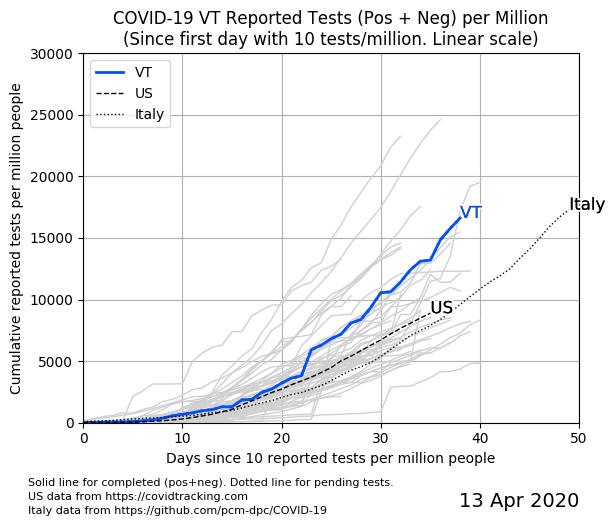 COVID-19 VT Reported Tests (Pos + Neg) per Million
(Since first day with 10 tests/million. Linear scale)
Cumulative reported tests per million people
30000
25000
20000
15000
10000
5000
0
VT
US
Italy
VT
Italy
US
0 10 20 30 40 50
Days since 10 reported tests per million people
Solid line for completed (pos+neg). Dotted line for pending tests.
US data from https://covidtracking.com
Italy data from https://github.com/pcm-dpc/COVID-19
13 Apr 2020